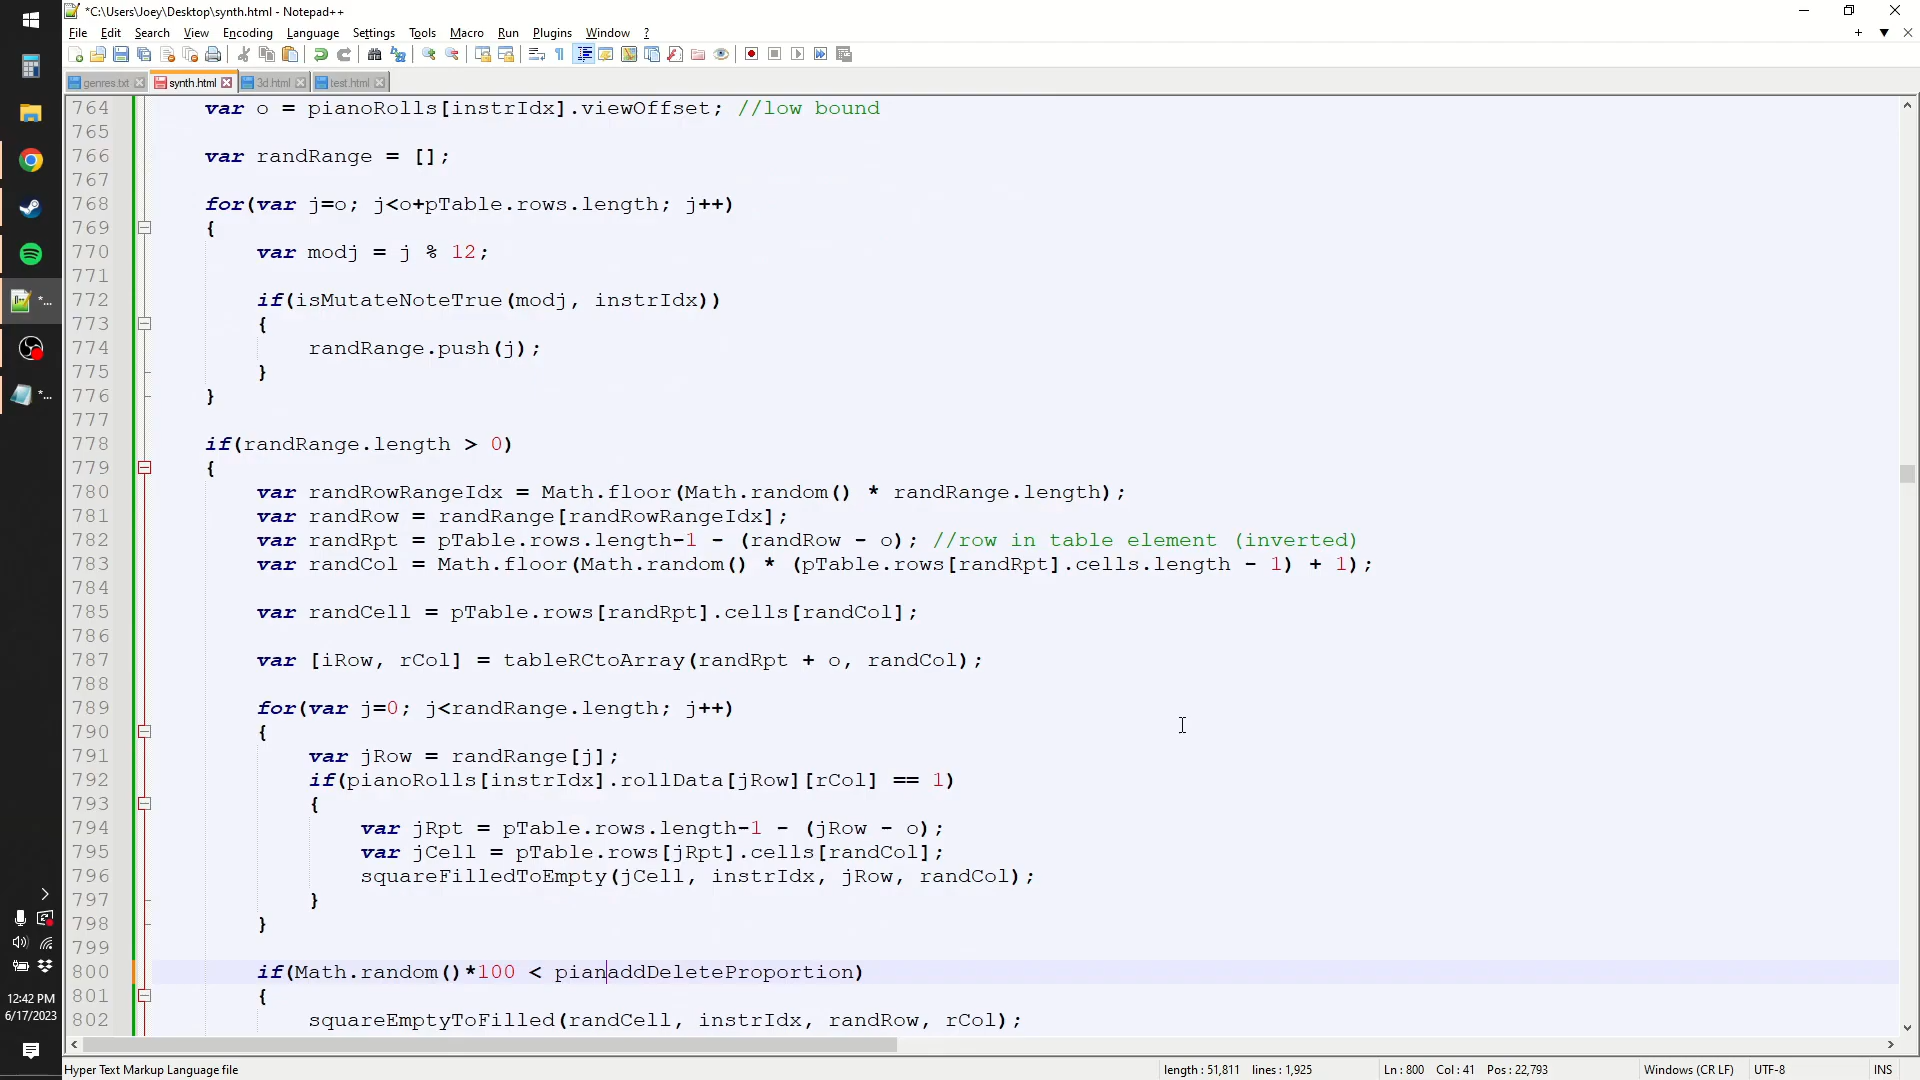 *C:\Users\Joey\Desktop\synth.html - Notepad++
File Edit Search View Encoding Language Settings Tools Macro Run Plugins Window ?
genres.txt synth.html 3d.html test.html
764 var o = pianoRolls[instrIdx].viewOffset; //low bound
765
766 var randRange = [];
767
768 for(var j=o; j<o+pTable.rows.length; j++)
769 {
770 var modj = j % 12;
771
772 if(isMutateNoteTrue(modj, instrIdx))
773 {
774 randRange.push(j);
775 }
776 }
777
778 if(randRange.length > 0)
779 {
780 var randRowRangeIdx = Math.floor(Math.random() * randRange.length);
781 var randRow = randRange[randRowRangeIdx];
782 var randRpt = pTable.rows.length-1 - (randRow - o); //row in table element (inverted)
783 var randCol = Math.floor(Math.random() * (pTable.rows[randRpt].cells.length - 1) + 1);
784
785 var randCell = pTable.rows[randRpt].cells[randCol];
786
787 var [iRow, rCol] = tableRCtoArray(randRpt + o, randCol);
788
789 for(var j=0; j<randRange.length; j++)
790 {
791 var jRow = randRange[j];
792 if(pianoRolls[instrIdx].rollData[jRow][rCol] == 1)
793 {
794 var jRpt = pTable.rows.length-1 - (jRow - o);
795 var jCell = pTable.rows[jRpt].cells[randCol];
796 squareFilledToEmpty(jCell, instrIdx, jRow, randCol);
797 }
798 }
799
800 if(Math.random()*100 < pianaddDeleteProportion)
801 {
802 squareEmptyToFilled(randCell, instrIdx, randRow, rCol);
12:42 PM
6/17/2023
Hyper Text Markup Language file length : 51,811 lines : 1,925 Ln : 800 Col : 41 Pos : 22,793 Windows (CR LF) UTF-8 INS